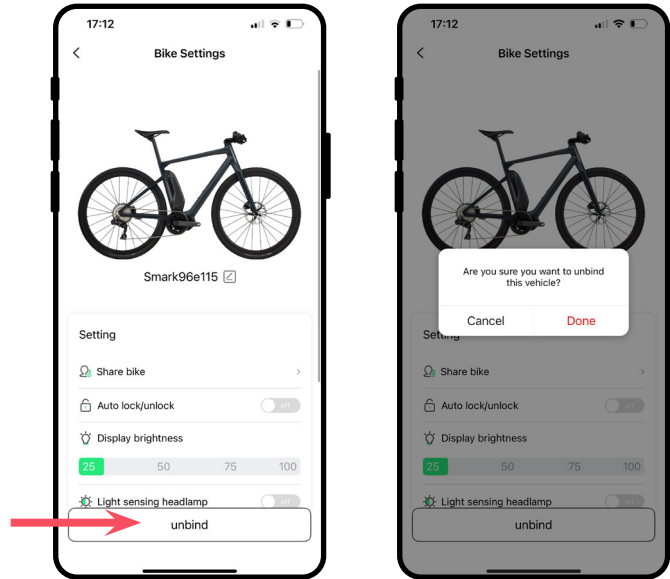 17:12
Bike Settings
Smark96e115
Setting
Share bike
Auto lock/unlock
off
Display brightness
25 50 75 100
Light sensing headlamp
off
unbind
17:12
Bike Settings
Are you sure you want to unbind
this vehicle?
Cancel Done
Share bike
Auto lock/unlock
off
Display brightness
25 50 75 100
Light sensing headlamp
off
unbind